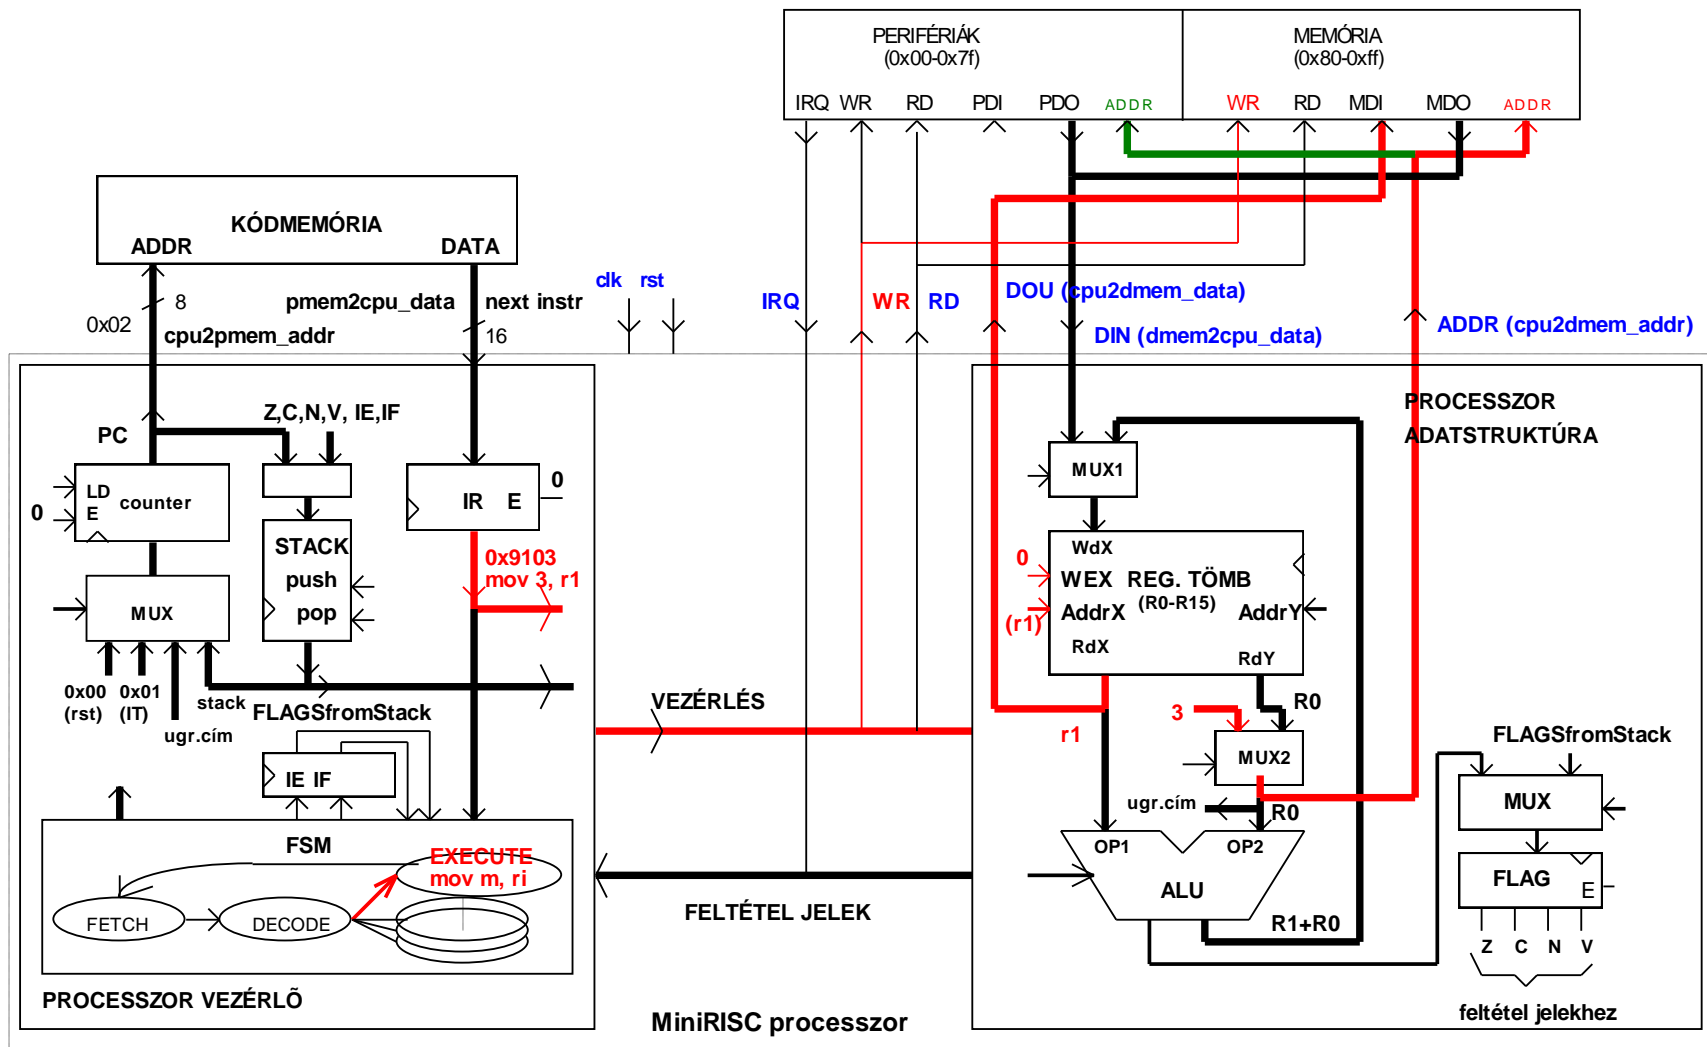 PERIFÉRIÁK
(0x00-0x7f)
MEMÓRIA
(0x80-0xff)
IRQ WR RD PDI PDO ADDR
WR RD MDI MDO ADDR
KÓDMEMÓRIA
ADDR DATA
8
0x02
cpu2pmem_addr
pmem2cpu_data
next instr
16
clk rst
IRQ
WR
RD
DOU (cpu2dmem_data)
DIN (dmem2cpu_data)
ADDR (cpu2dmem_addr)
PC
Z,C,N,V, IE,IF
LD
E
counter
0
IR E
0
STACK
push
pop
0x9103
mov 3, r1
MUX
0x00
(rst)
0x01
(IT)
ugr.cím
stack
FLAGSfromStack
IE IF
FSM
EXECUTE
mov m, ri
FETCH
DECODE
PROCESSZOR VEZÉRLÕ
VEZÉRLÉS
FELTÉTEL JELEK
MiniRISC processzor
PROCESSZOR
ADATSTRUKTÚRA
MUX1
WdX
0
WEX REG. TÖMB
(R0-R15)
AddrX AddrY
(r1)
RdX
RdY
R0
3
r1
MUX2
ugr.cím
R0
OP1 OP2
ALU
R1+R0
FLAGSfromStack
MUX
FLAG
E
Z C N V
feltétel jelekhez